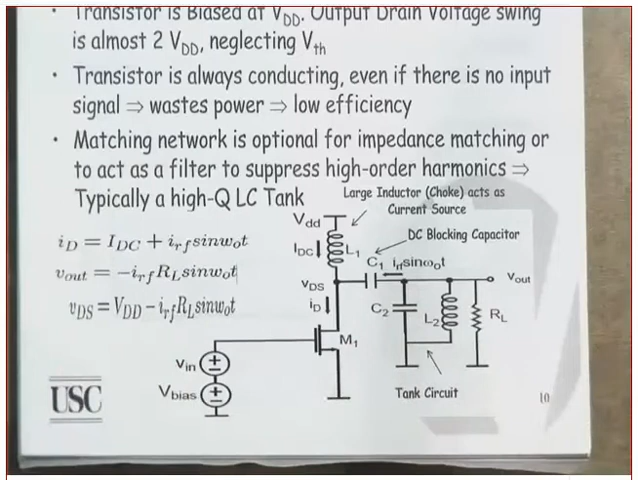 • Transistor is Biased at VDD. Output Drain Voltage swing
is almost 2 VDD, neglecting Vth
• Transistor is always conducting, even if there is no input
signal ⇒ wastes power ⇒ low efficiency
• Matching network is optional for impedance matching or
to act as a filter to suppress high-order harmonics ⇒
Typically a high-Q LC Tank
Large Inductor (Choke) acts as
Current Source
Vdd
DC Blocking Capacitor
iD = IDC + irf sinwot
IDC
L1
C1
irfsinωot
vout = −irf RL sinwot
Vout
vDS
vDS = VDD − irf RL sinwot
iD
C2
L2
RL
M1
Vin
Vbias
Tank Circuit
USC
10